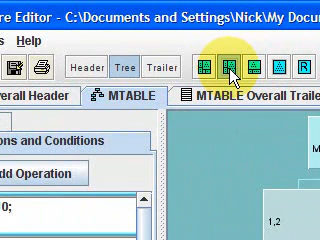 re Editor - C:\Documents and Settings\Nick\My Docum
s Help
Header Tree Trailer
R
verall Header MTABLE MTABLE Overall Traile
ons and Conditions
M
dd Operation
1,2
0;